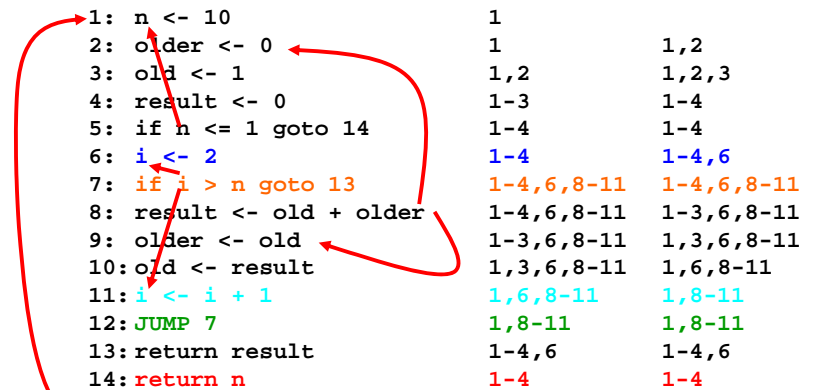 1: n <- 10 1
2: older <- 0 1 1,2
3: old <- 1 1,2 1,2,3
4: result <- 0 1-3 1-4
5: if n <= 1 goto 14 1-4 1-4
6: i <- 2 1-4 1-4,6
7: if i > n goto 13 1-4,6,8-11 1-4,6,8-11
8: result <- old + older 1-4,6,8-11 1-3,6,8-11
9: older <- old 1-3,6,8-11 1,3,6,8-11
10: old <- result 1,3,6,8-11 1,6,8-11
11: i <- i + 1 1,6,8-11 1,8-11
12: JUMP 7 1,8-11 1,8-11
13: return result 1-4,6 1-4,6
14: return n 1-4 1-4